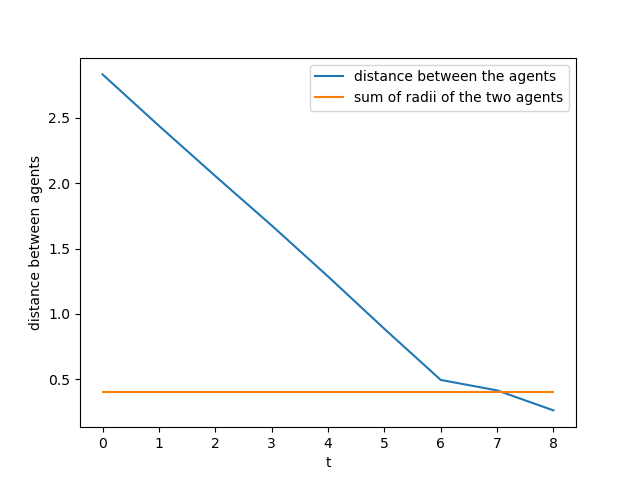 distance between the agents
sum of radii of the two agents
distance between agents
2.5
2.0
1.5
1.0
0.5
0 1 2 3 4 5 6 7 8
t